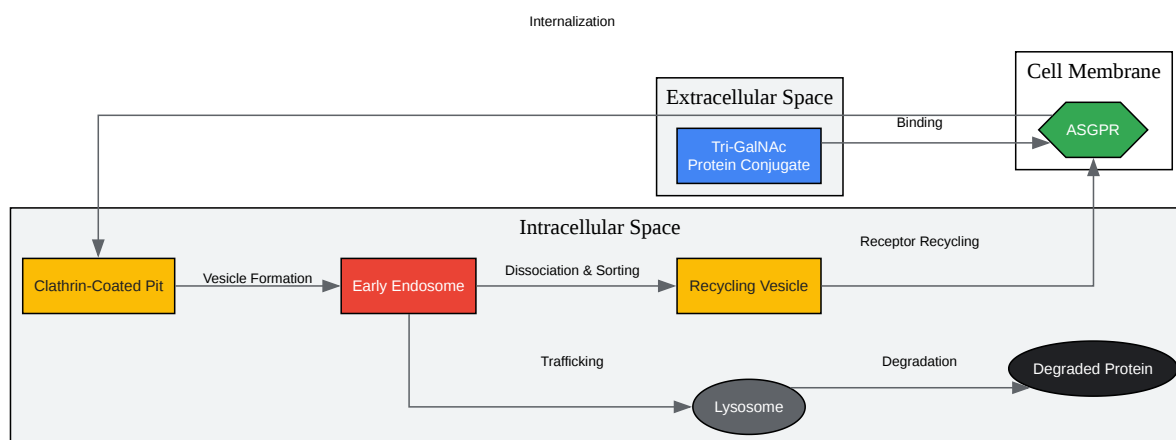 Internalization
Cell Membrane
Extracellular Space
Binding
ASGPR
Tri-GalNAc
Protein Conjugate
Intracellular Space
Receptor Recycling
Clathrin-Coated Pit
Vesicle Formation
Early Endosome
Dissociation & Sorting
Recycling Vesicle
Trafficking
Degradation
Degraded Protein
Lysosome